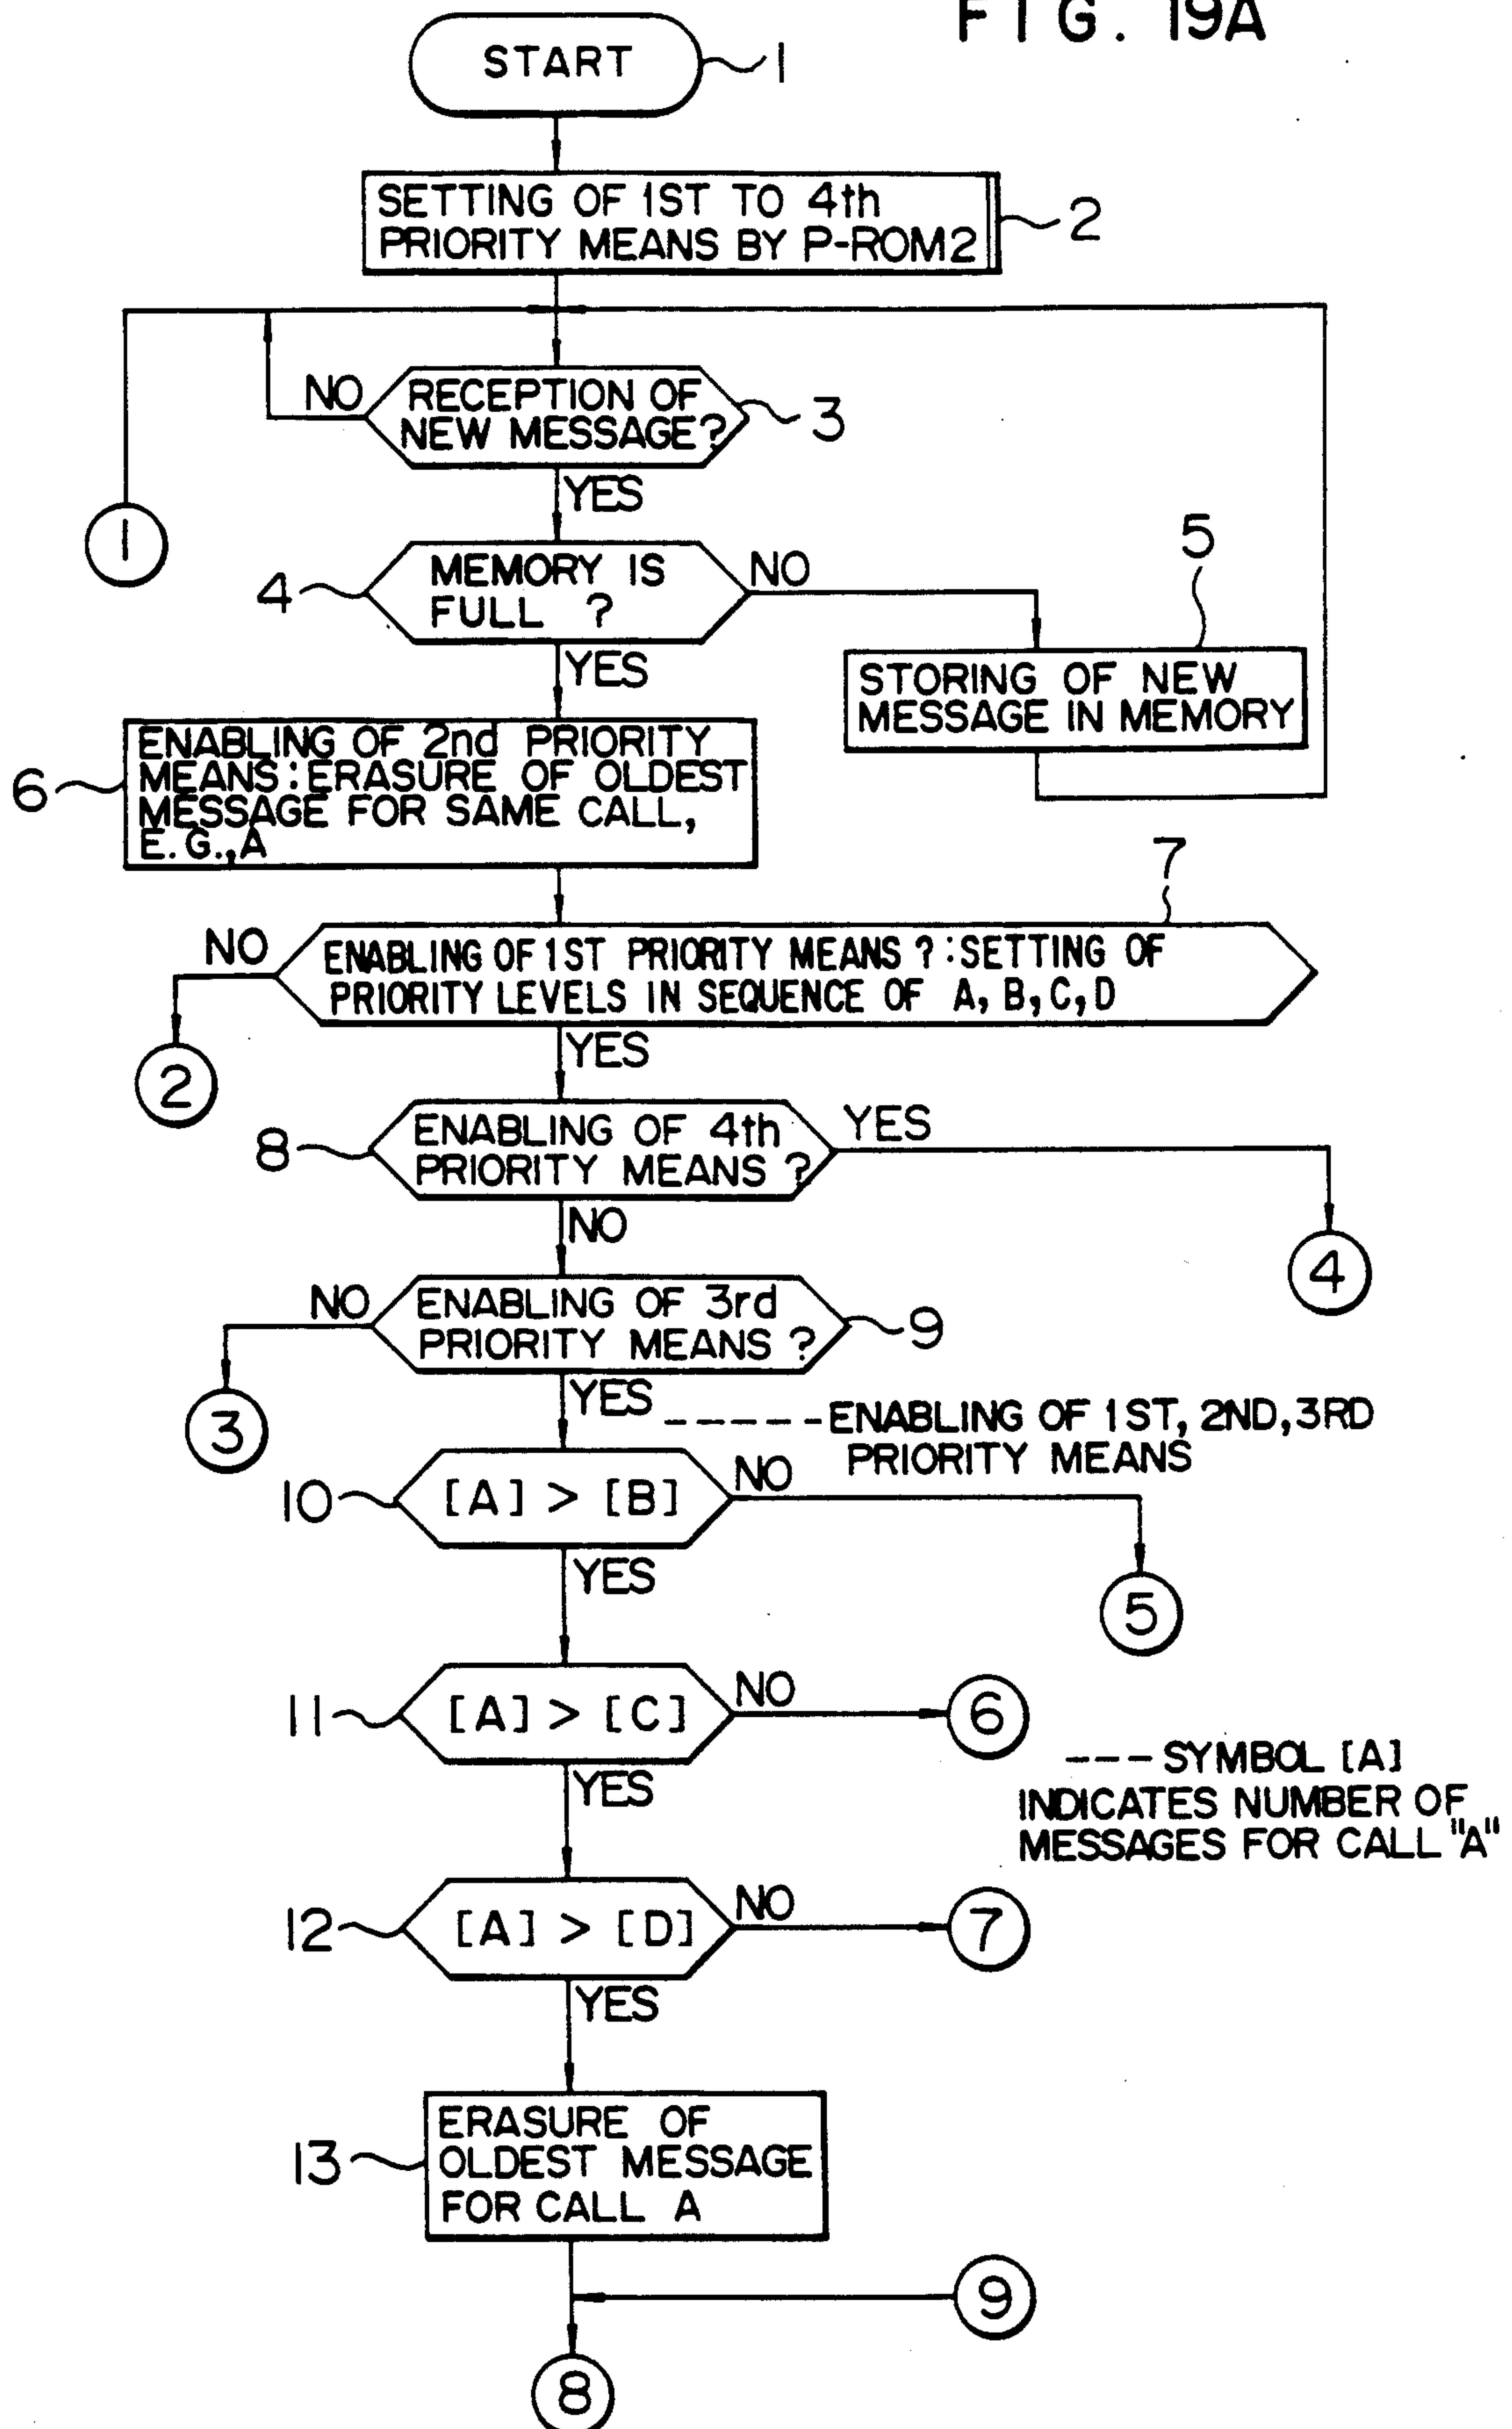 FIG. 19A
START
1
SETTING OF 1ST TO 4th
PRIORITY MEANS BY P-ROM2
2
NO
RECEPTION OF
NEW MESSAGE?
3
YES
1
4
MEMORY IS
FULL ?
NO
5
YES
STORING OF NEW
MESSAGE IN MEMORY
6
ENABLING OF 2nd PRIORITY
MEANS:ERASURE OF OLDEST
MESSAGE FOR SAME CALL,
E.G.,A
7
NO
ENABLING OF 1ST PRIORITY MEANS ?:SETTING OF
PRIORITY LEVELS IN SEQUENCE OF A, B, C, D
2
YES
8
ENABLING OF 4th
PRIORITY MEANS ?
YES
4
NO
NO
ENABLING OF 3rd
PRIORITY MEANS ?
9
3
YES
-----ENABLING OF 1ST, 2ND,3RD
PRIORITY MEANS
10
[A] > [B]
NO
5
YES
11
[A] > [C]
NO
6
YES
---SYMBOL [A]
INDICATES NUMBER OF
MESSAGES FOR CALL "A"
12
[A] > [D]
NO
7
YES
13
ERASURE OF
OLDEST MESSAGE
FOR CALL A
9
8